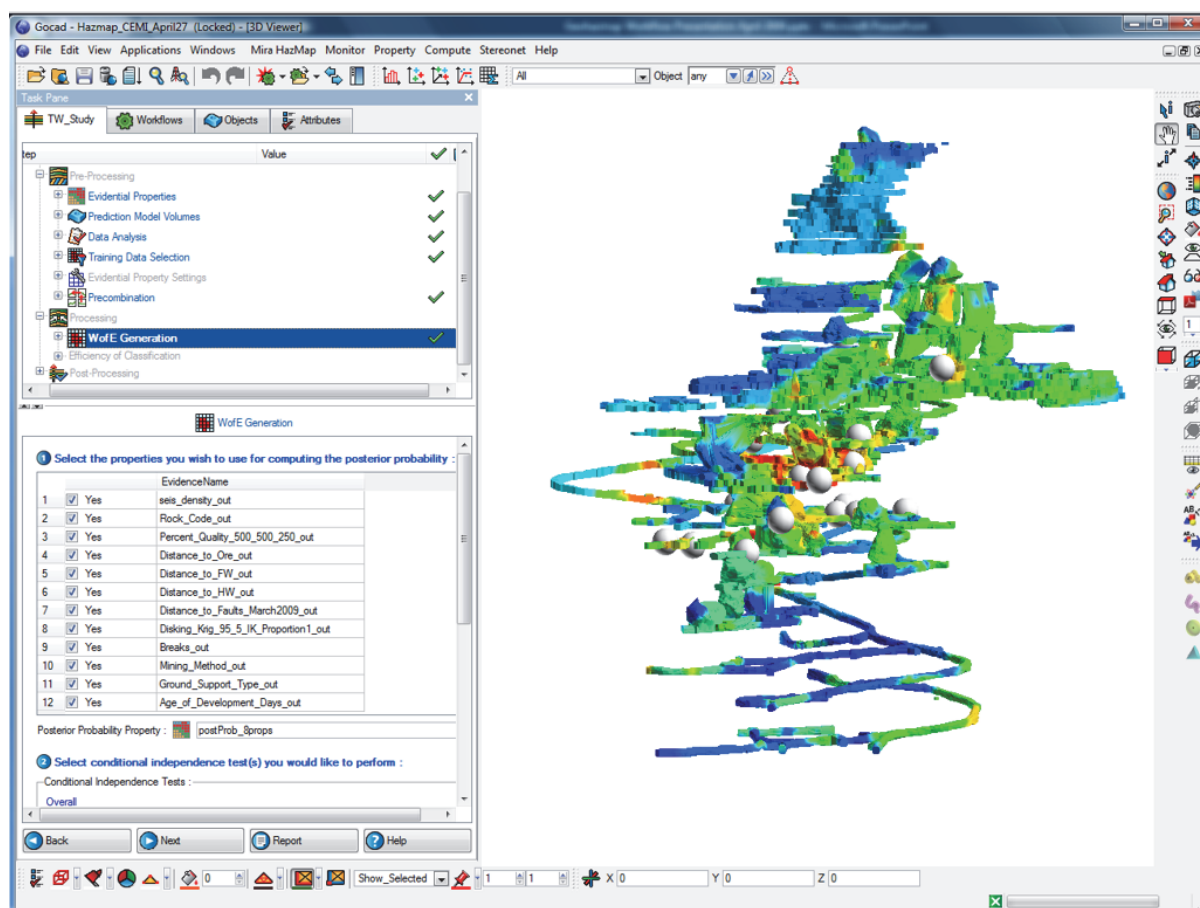 Gocad - Hazmap_CEMI_April27 (Locked) - [3D Viewer]
File Edit View Applications Windows Mira HazMap Monitor Property Compute Stereonet Help
All Object any
Task Pane
TW_Study Workflows Objects Attributes
tep Value
Pre-Processing
Evidential Properties
Prediction Model Volumes
Data Analysis
Training Data Selection
Evidential Property Settings
Precombination
Processing
WofE Generation
Efficiency of Classification
Post-Processing
WofE Generation
1 Select the properties you wish to use for computing the posterior probability :
EvidenceName
1 Yes seis_density_out
2 Yes Rock_Code_out
3 Yes Percent_Quality_500_500_250_out
4 Yes Distance_to_Ore_out
5 Yes Distance_to_FW_out
6 Yes Distance_to_HW_out
7 Yes Distance_to_Faults_March2009_out
8 Yes Disking_Krig_95_5_IK_Proportion1_out
9 Yes Breaks_out
10 Yes Mining_Method_out
11 Yes Ground_Support_Type_out
12 Yes Age_of_Development_Days_out
Posterior Probability Property : postProb_8props
2 Select conditional independence test(s) you would like to perform :
Conditional Independence Tests :
Overall
Back Next Report Help
0 Show_Selected 1 1 X 0 Y 0 Z 0
1